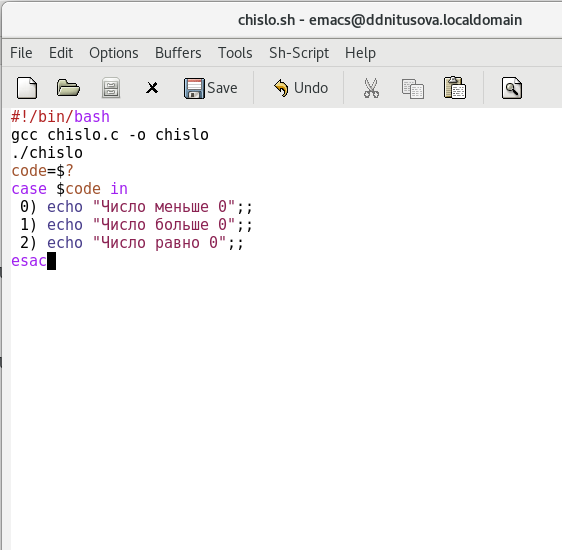 chislo.sh - emacs@ddnitusova.localdomain
File Edit Options Buffers Tools Sh-Script Help
Save Undo
#!/bin/bash
gcc chislo.c -o chislo
./chislo
code=$?
case $code in
 0) echo "Число меньше 0";;
 1) echo "Число больше 0";;
 2) echo "Число равно 0";;
esac